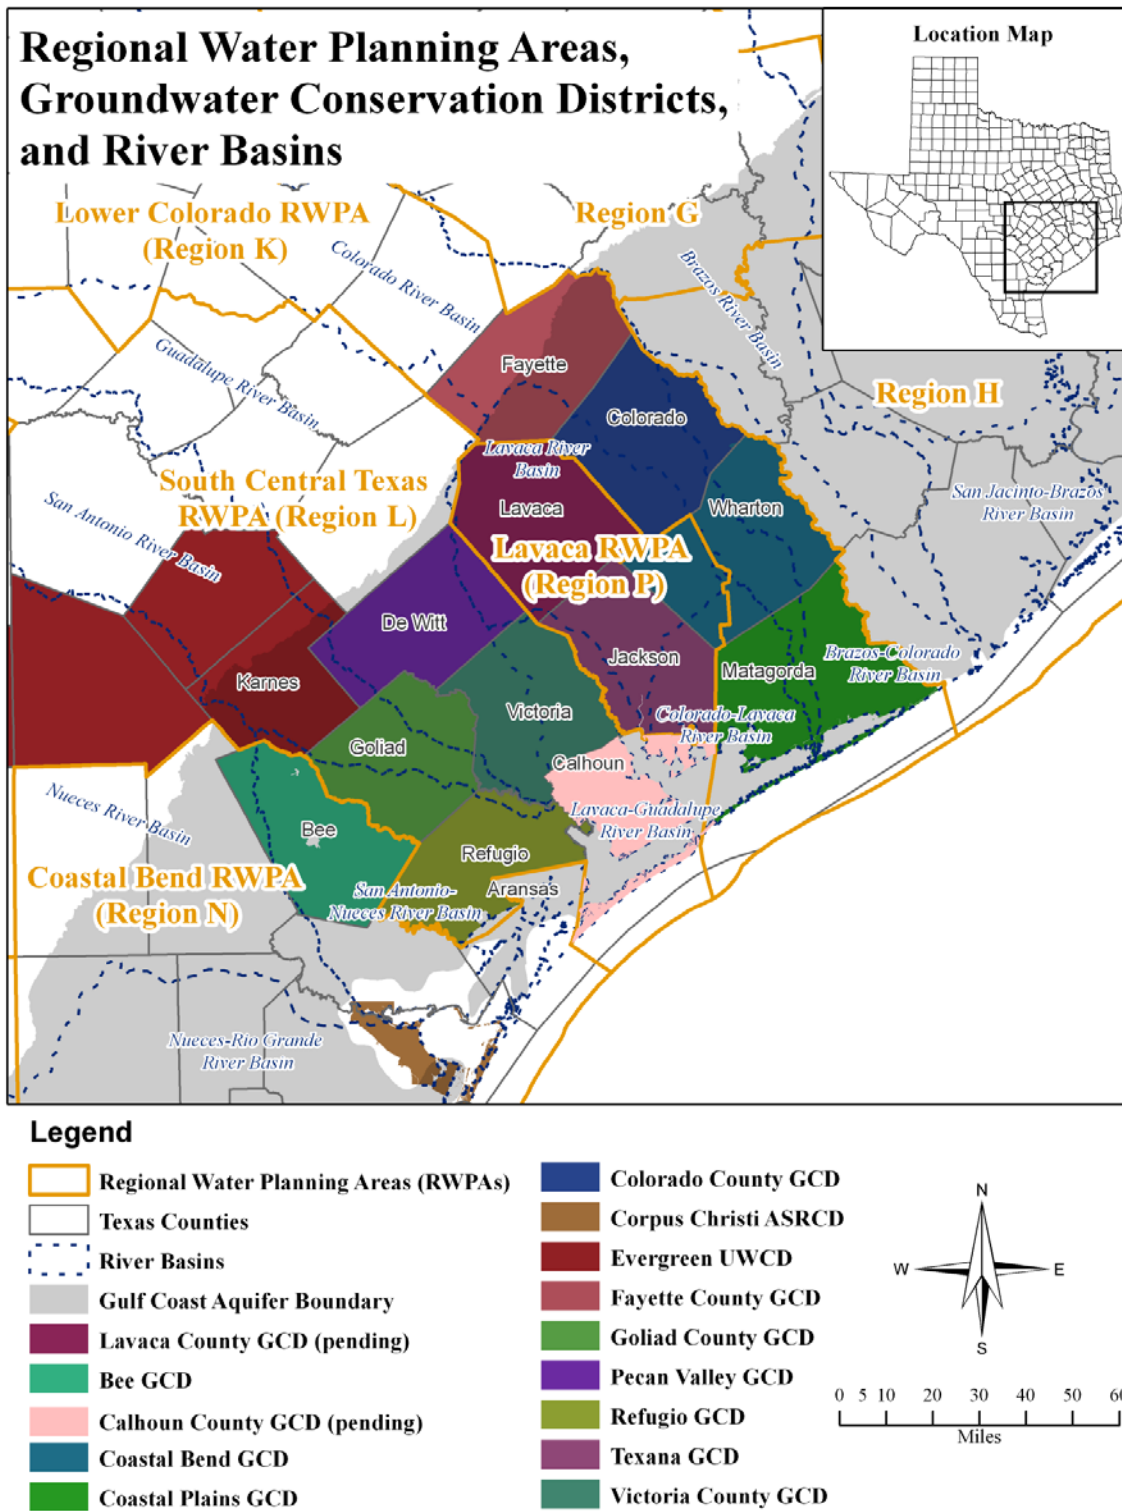 Regional Water Planning Areas,
Groundwater Conservation Districts,
and River Basins
Location Map
Lower Colorado RWPA
(Region K)
Region G
Colorado River Basin
Brazos River
Basin
Guadalupe River
Basin
Fayette
Region H
Colorado
Lavaca River
Basin
South Central Texas
RWPA (Region L)
San Antonio River
Basin
Lavaca
Wharton
San Jacinto-Brazos
River Basin
Lavaca RWPA
(Region P)
De Witt
Jackson
Matagorda
Brazos-Colorado
River Basin
Karnes
Victoria
Colorado-Lavaca
River Basin
Goliad
Calhoun
Nueces River Basin
Lavaca-Guadalupe
River Basin
Bee
Refugio
Coastal Bend RWPA
(Region N)
Aransas
San Antonio-
Nueces River Basin
Nueces-Rio Grande
River Basin
Legend
Regional Water Planning Areas (RWPAs)
Texas Counties
River Basins
Gulf Coast Aquifer Boundary
Lavaca County GCD (pending)
Bee GCD
Calhoun County GCD (pending)
Coastal Bend GCD
Coastal Plains GCD
Colorado County GCD
Corpus Christi ASRCD
Evergreen UWCD
Fayette County GCD
Goliad County GCD
Pecan Valley GCD
Refugio GCD
Texana GCD
Victoria County GCD
N
W E
S
0 5 10 20 30 40 50 60
Miles